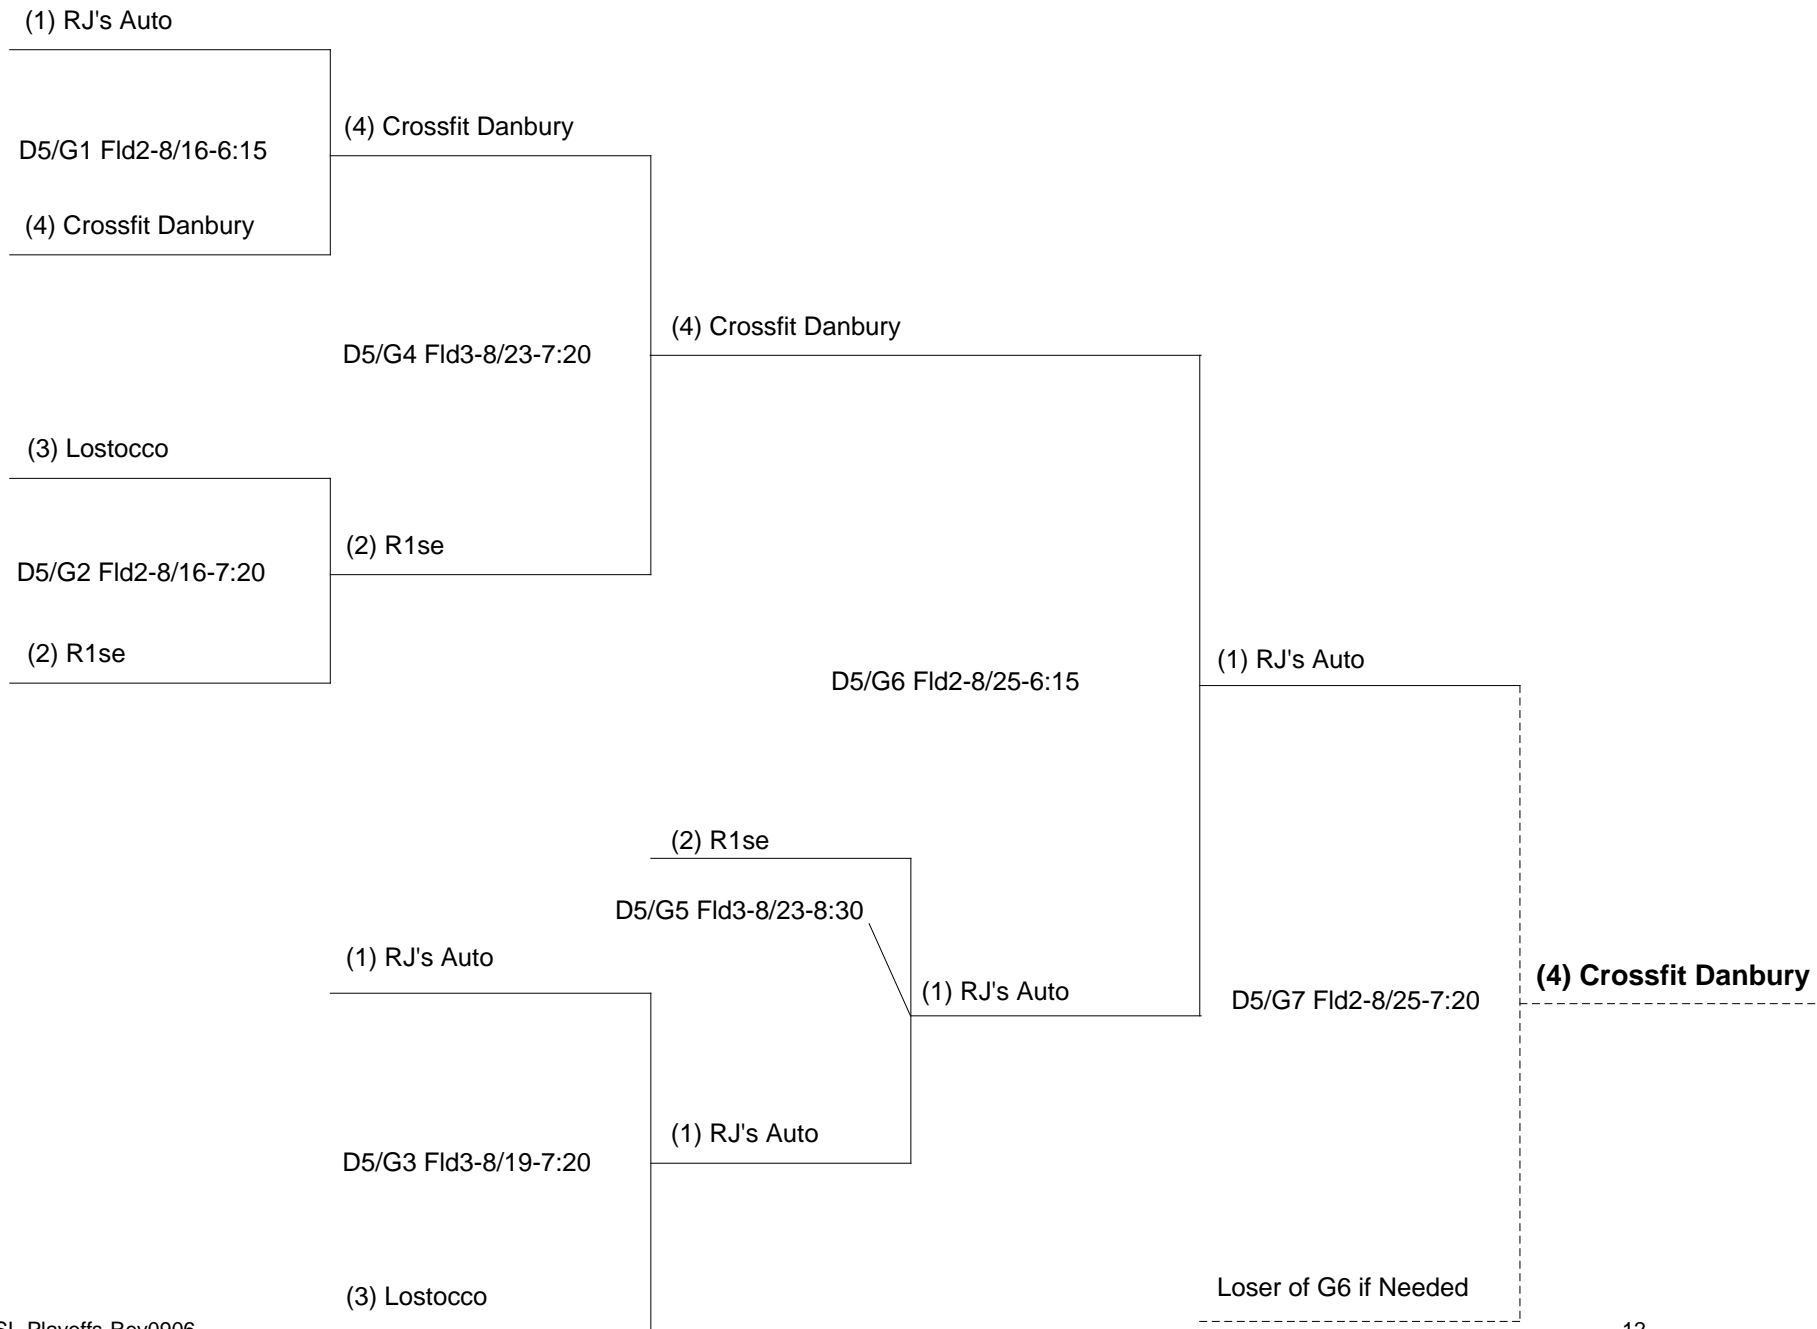 (1) RJ's Auto
(4) Crossfit Danbury
D5/G1 Fld2-8/16-6:15
(4) Crossfit Danbury
(4) Crossfit Danbury
D5/G4 Fld3-8/23-7:20
(3) Lostocco
(2) R1se
D5/G2 Fld2-8/16-7:20
(2) R1se
(1) RJ's Auto
D5/G6 Fld2-8/25-6:15
(2) R1se
D5/G5 Fld3-8/23-8:30
(1) RJ's Auto
(1) RJ's Auto
(4) Crossfit Danbury
D5/G7 Fld2-8/25-7:20
(1) RJ's Auto
D5/G3 Fld3-8/19-7:20
Loser of G6 if Needed
(3) Lostocco